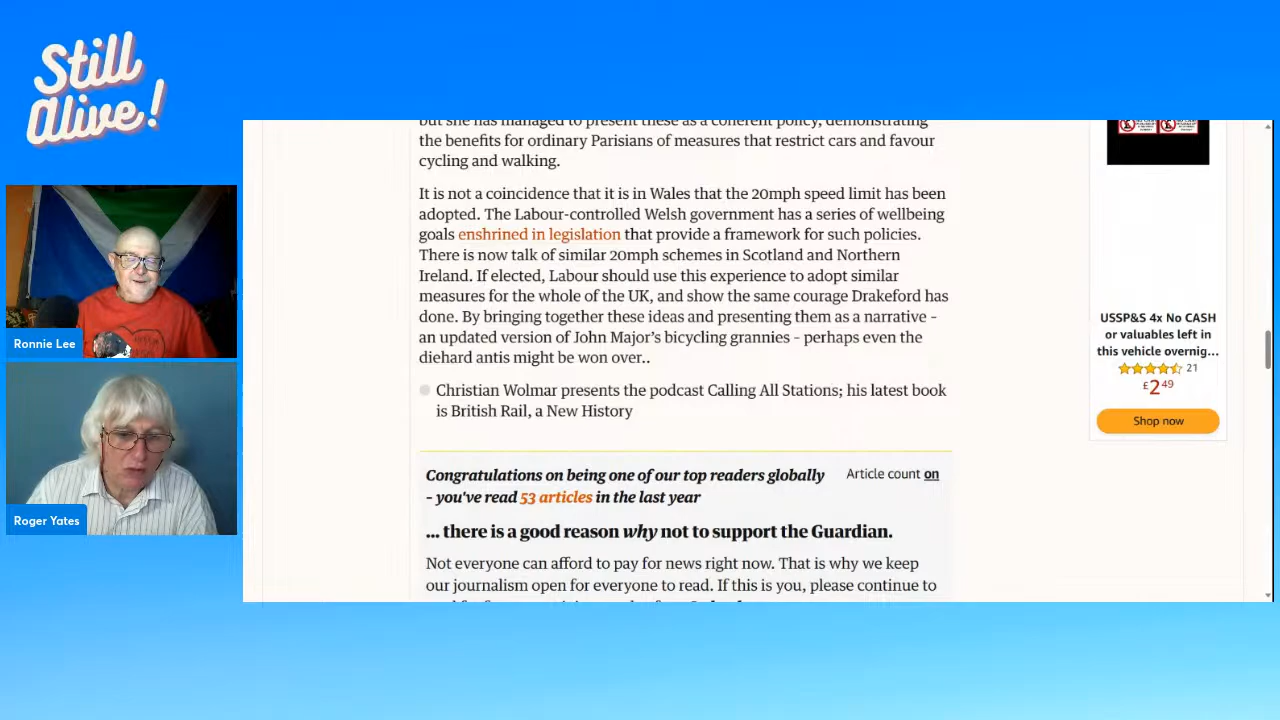 Still
Alive!
Ronnie Lee
Roger Yates
but she has managed to present these as a coherent policy, demonstrating
the benefits for ordinary Parisians of measures that restrict cars and favour
cycling and walking.
It is not a coincidence that it is in Wales that the 20mph speed limit has been
adopted. The Labour-controlled Welsh government has a series of wellbeing
goals enshrined in legislation that provide a framework for such policies.
There is now talk of similar 20mph schemes in Scotland and Northern
Ireland. If elected, Labour should use this experience to adopt similar
measures for the whole of the UK, and show the same courage Drakeford has
done. By bringing together these ideas and presenting them as a narrative –
an updated version of John Major's bicycling grannies – perhaps even the
diehard antis might be won over..
Christian Wolmar presents the podcast Calling All Stations; his latest book
is British Rail, a New History
Congratulations on being one of our top readers globally
– you've read 53 articles in the last year
Article count on
... there is a good reason why not to support the Guardian.
Not everyone can afford to pay for news right now. That is why we keep
our journalism open for everyone to read. If this is you, please continue to
USSP&S 4x No CASH
or valuables left in
this vehicle overnig...
21
£2 49
Shop now